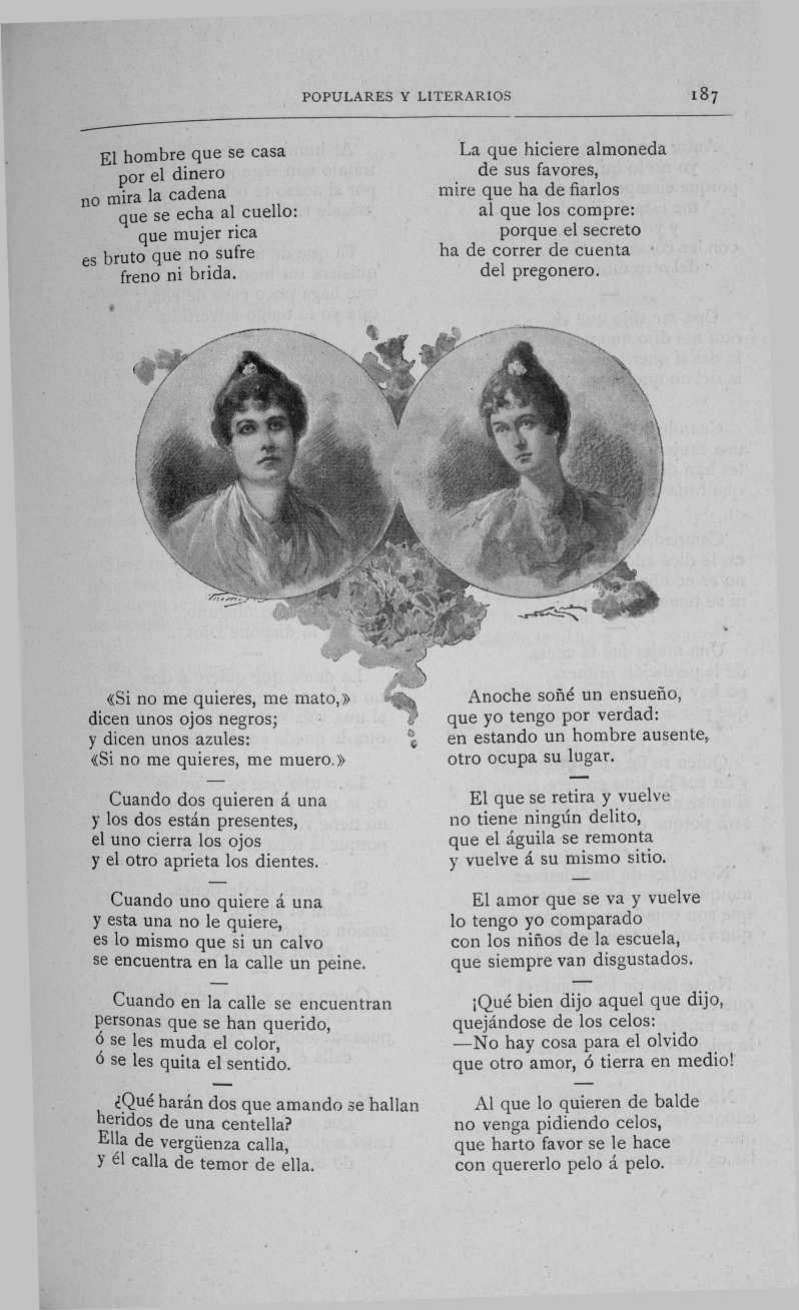 POPULARES Y LITERARIOS 187
El hombre que se casa
por el dinero
no mira la cadena
que se echa al cuello:
que mujer rica
es bruto que no sufre
freno ni brida.
La que hiciere almoneda
de sus favores,
mire que ha de fiarlos
al que los compre:
porque el secreto
ha de correr de cuenta
del pregonero.
«Si no me quieres, me mato,»
dicen unos ojos negros;
y dicen unos azules:
«Si no me quieres, me muero.»
Cuando dos quieren á una
y los dos están presentes,
el uno cierra los ojos
y el otro aprieta los dientes.
Cuando uno quiere á una
y esta una no le quiere,
es lo mismo que si un calvo
se encuentra en la calle un peine.
Cuando en la calle se encuentran
personas que se han querido,
ó se les muda el color,
ó se les quita el sentido.
¿Qué harán dos que amando se hallan
heridos de una centella?
Ella de vergüenza calla,
y él calla de temor de ella.
Anoche soñé un ensueño,
que yo tengo por verdad:
en estando un hombre ausente,
otro ocupa su lugar.
El que se retira y vuelve
no tiene ningún delito,
que el águila se remonta
y vuelve á su mismo sitio.
El amor que se va y vuelve
lo tengo yo comparado
con los niños de la escuela,
que siempre van disgustados.
¡Qué bien dijo aquel que dijo,
quejándose de los celos:
—No hay cosa para el olvido
que otro amor, ó tierra en medio!
Al que lo quieren de balde
no venga pidiendo celos,
que harto favor se le hace
con quererlo pelo á pelo.